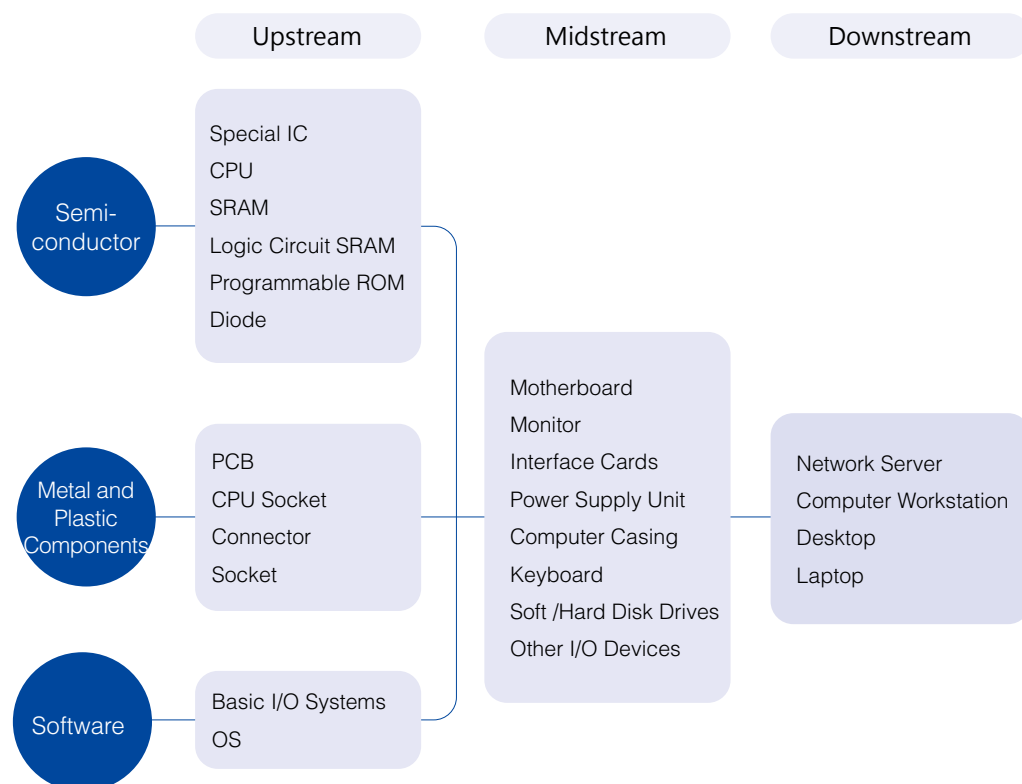 Upstream
Midstream
Downstream
Semi-
conductor
Special IC
CPU
SRAM
Logic Circuit SRAM
Programmable ROM
Diode
Metal and
Plastic
Components
PCB
CPU Socket
Connector
Socket
Software
Basic I/O Systems
OS
Motherboard
Monitor
Interface Cards
Power Supply Unit
Computer Casing
Keyboard
Soft /Hard Disk Drives
Other I/O Devices
Network Server
Computer Workstation
Desktop
Laptop